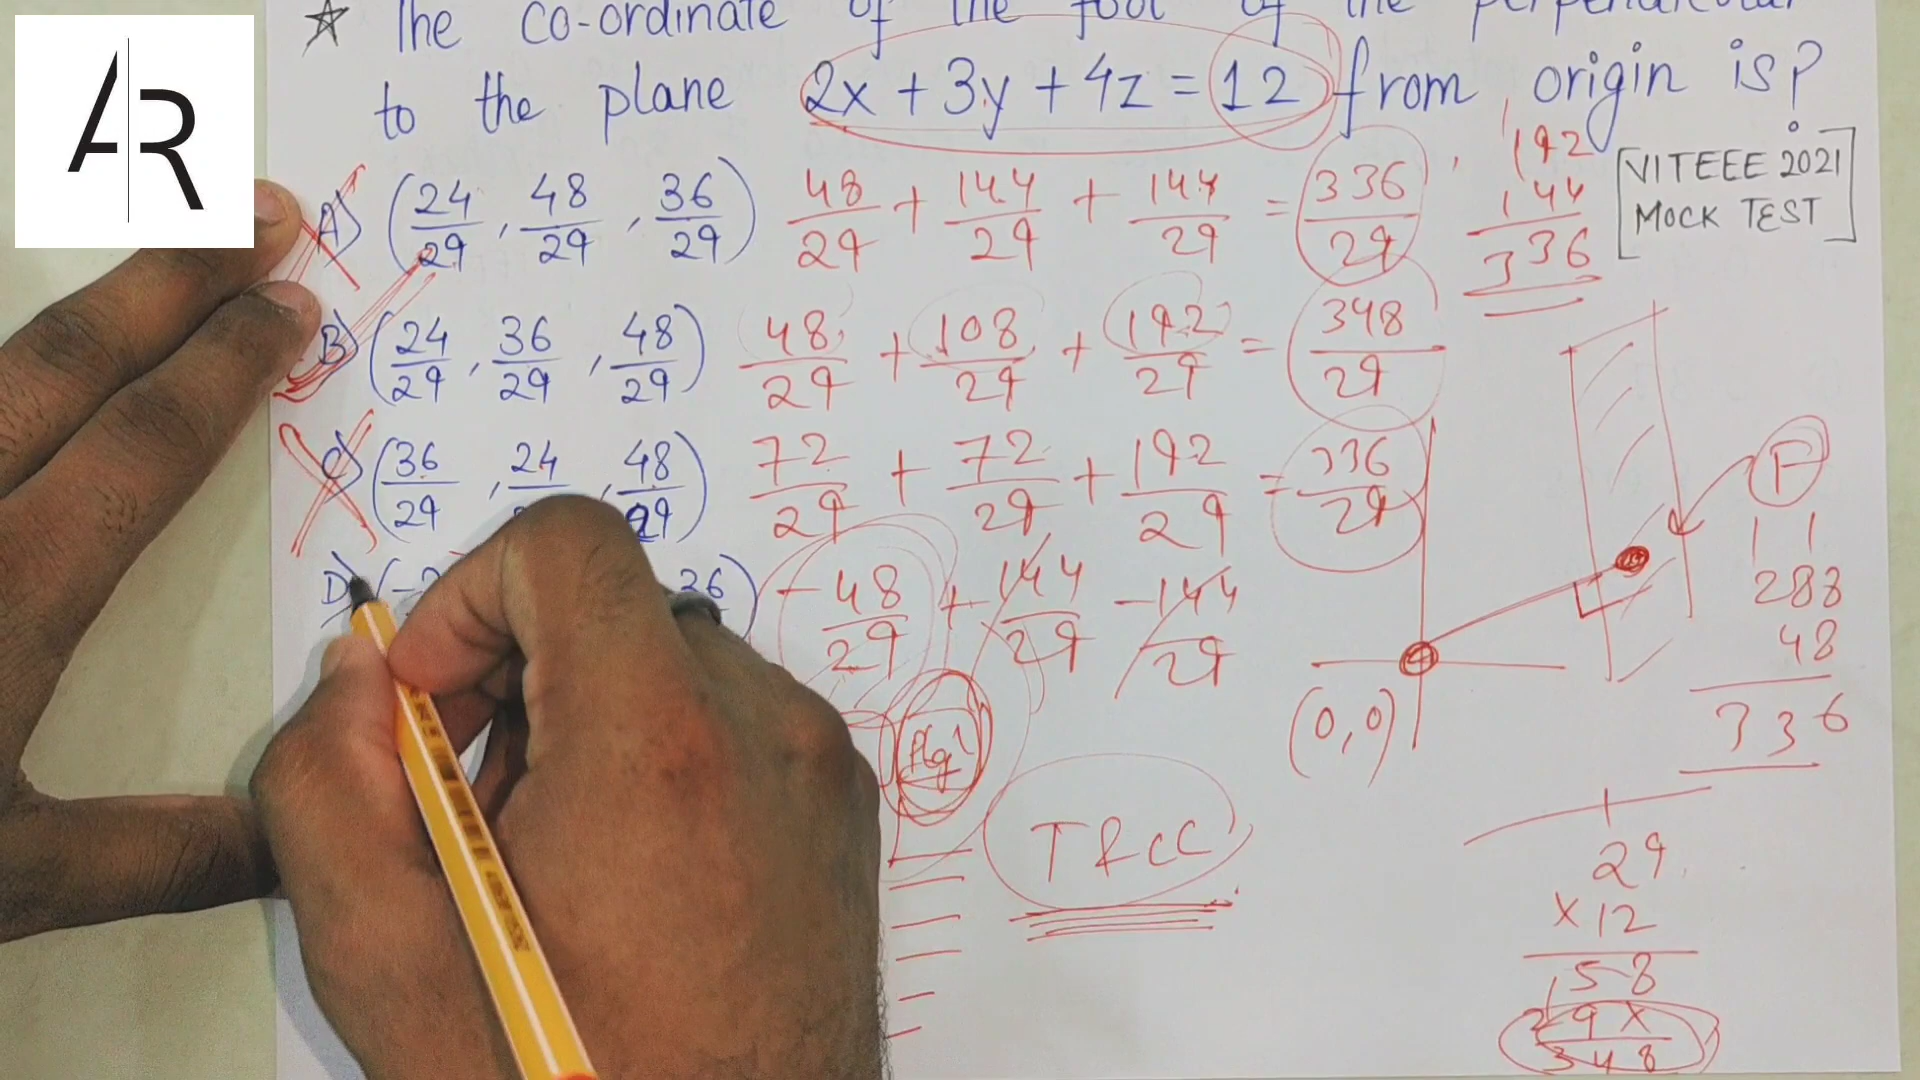 AR
The co-ordinate of the foot of the perpendicular
to the plane 2x + 3y + 4z = 12 from origin is?
[VITEEE 2021
MOCK TEST]
A) (24/29, 48/29, 36/29) 48/29 + 144/29 + 144/29 = 336/29
192
144
336
B) (24/29, 36/29, 48/29) 48/29 + 108/29 + 192/29 = 348/29
C) (36/29, 24 , 48/29) 72/29 + 72/29 + 192/29 = 336/29
F
D) 36 - 48/29 + 144/29 - 144/29
1 1
288
48
336
(0,0)
TRCC
29
x12
58
29x
348